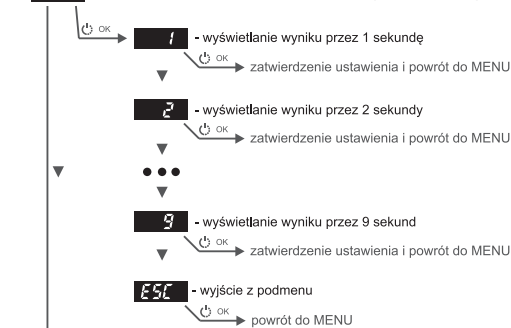 OK
1 - wyświetlanie wyniku przez 1 sekundę
OK zatwierdzenie ustawienia i powrót do MENU
2 - wyświetlanie wyniku przez 2 sekundy
OK zatwierdzenie ustawienia i powrót do MENU
9 - wyświetlanie wyniku przez 9 sekund
OK zatwierdzenie ustawienia i powrót do MENU
ESC - wyjście z podmenu
OK powrót do MENU